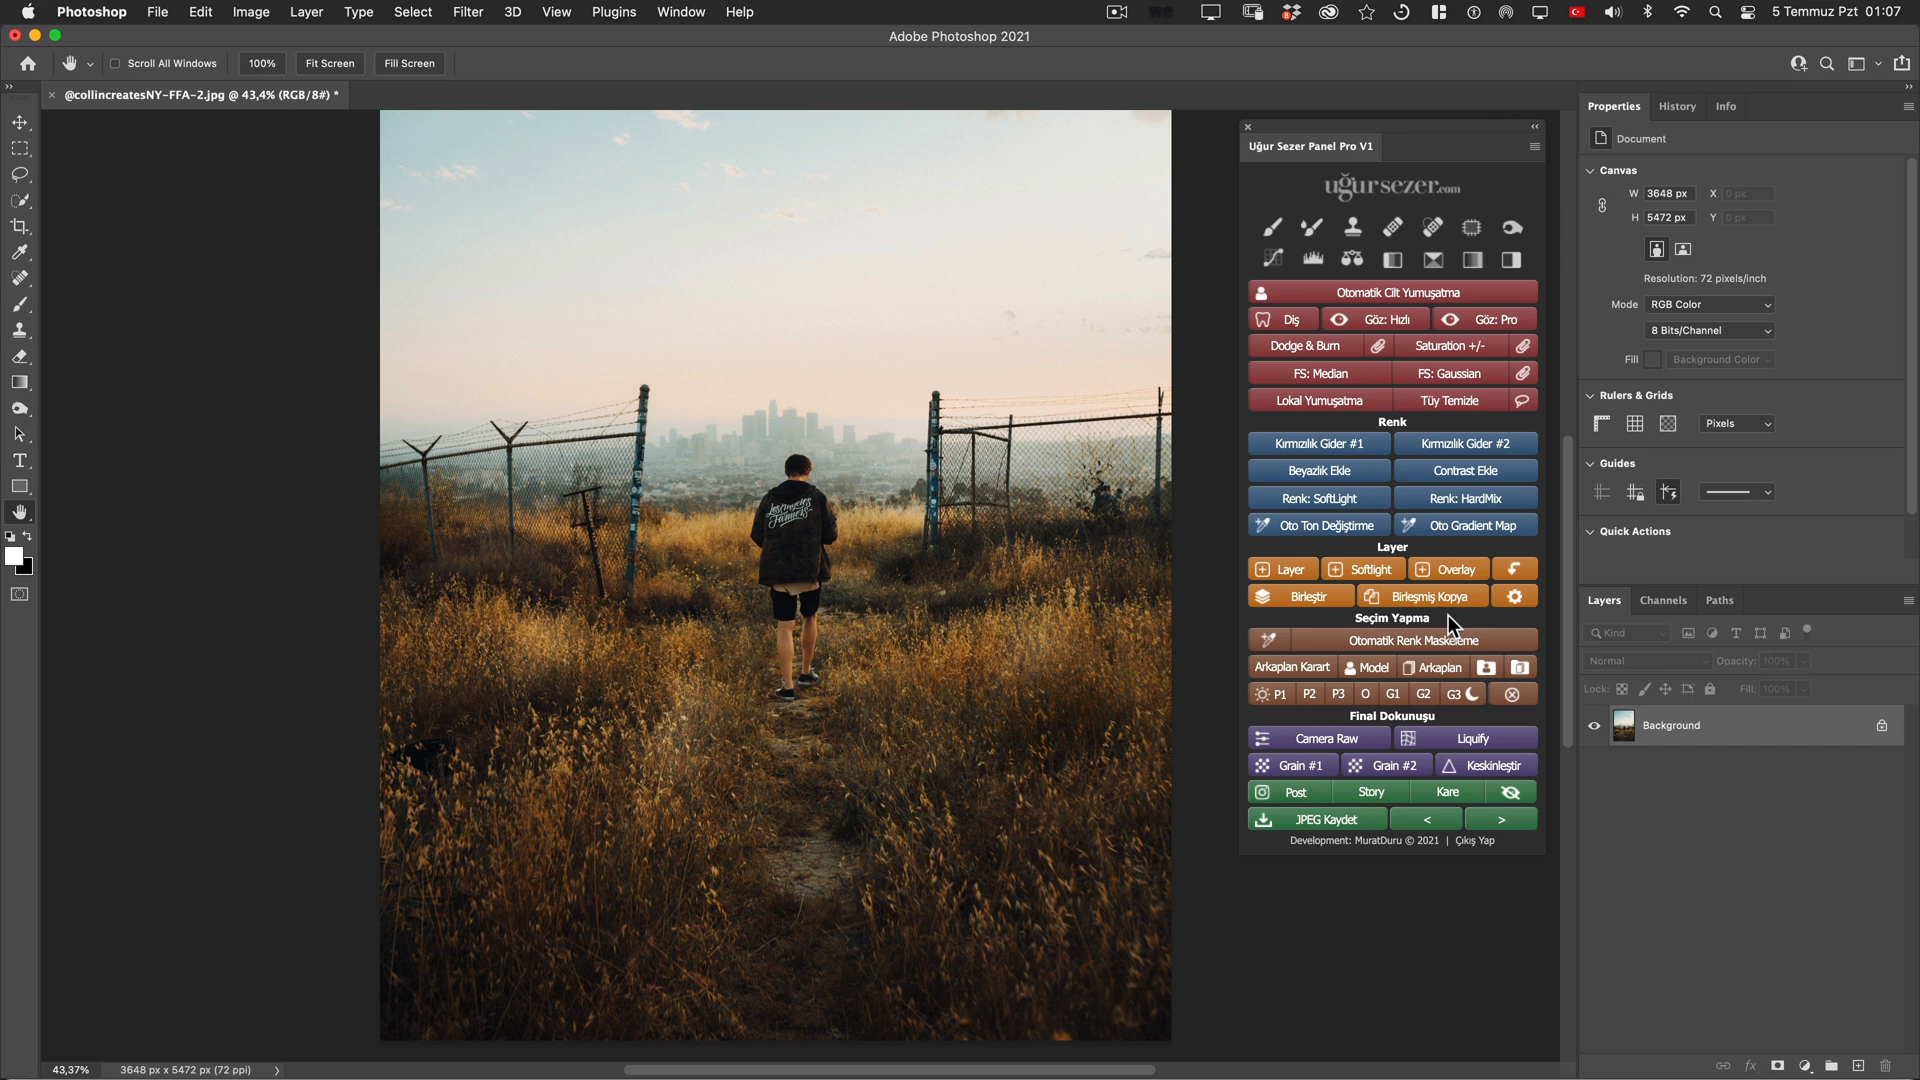 Photoshop File Edit Image Layer Type Select Filter 3D View Plugins Window Help 5 Temmuz Pzt 01:07
Adobe Photoshop 2021
Scroll All Windows 100% Fit Screen Fill Screen
@collincreatesNY-FFA-2.jpg @ 43,4% (RGB/8#) *
Los Angeles
Uğur Sezer Panel Pro V1
uğursezer.com
Otomatik Cilt Yumuşatma
Diş Göz: Hızlı Göz: Pro
Dodge & Burn Saturation +/-
FS: Median FS: Gaussian
Lokal Yumuşatma Tüy Temizle
Renk
Kırmızılık Gider #1 Kırmızılık Gider #2
Beyazlık Ekle Contrast Ekle
Renk: SoftLight Renk: HardMix
Oto Ton Değiştirme Oto Gradient Map
Layer
Layer Softlight Overlay
Birleştir Birleşmiş Kopya
Seçim Yapma
Otomatik Renk Maskeleme
Arkaplan Karart Model Arkaplan
P1 P2 P3 O G1 G2 G3
Final Dokunuşu
Camera Raw Liquify
Grain #1 Grain #2 Keskinleştir
Post Story Kare
JPEG Kaydet < >
Development: MuratDuru © 2021 | Çıkış Yap
Properties History Info
Document
Canvas
W 3648 px X 0 px
H 5472 px Y 0 px
Resolution: 72 pixels/inch
Mode RGB Color
8 Bits/Channel
Fill Background Color
Rulers & Grids
Pixels
Guides
Quick Actions
Layers Channels Paths
Kind
Normal Opacity: 100%
Lock: Fill: 100%
Background
43,37% 3648 px x 5472 px (72 ppi)